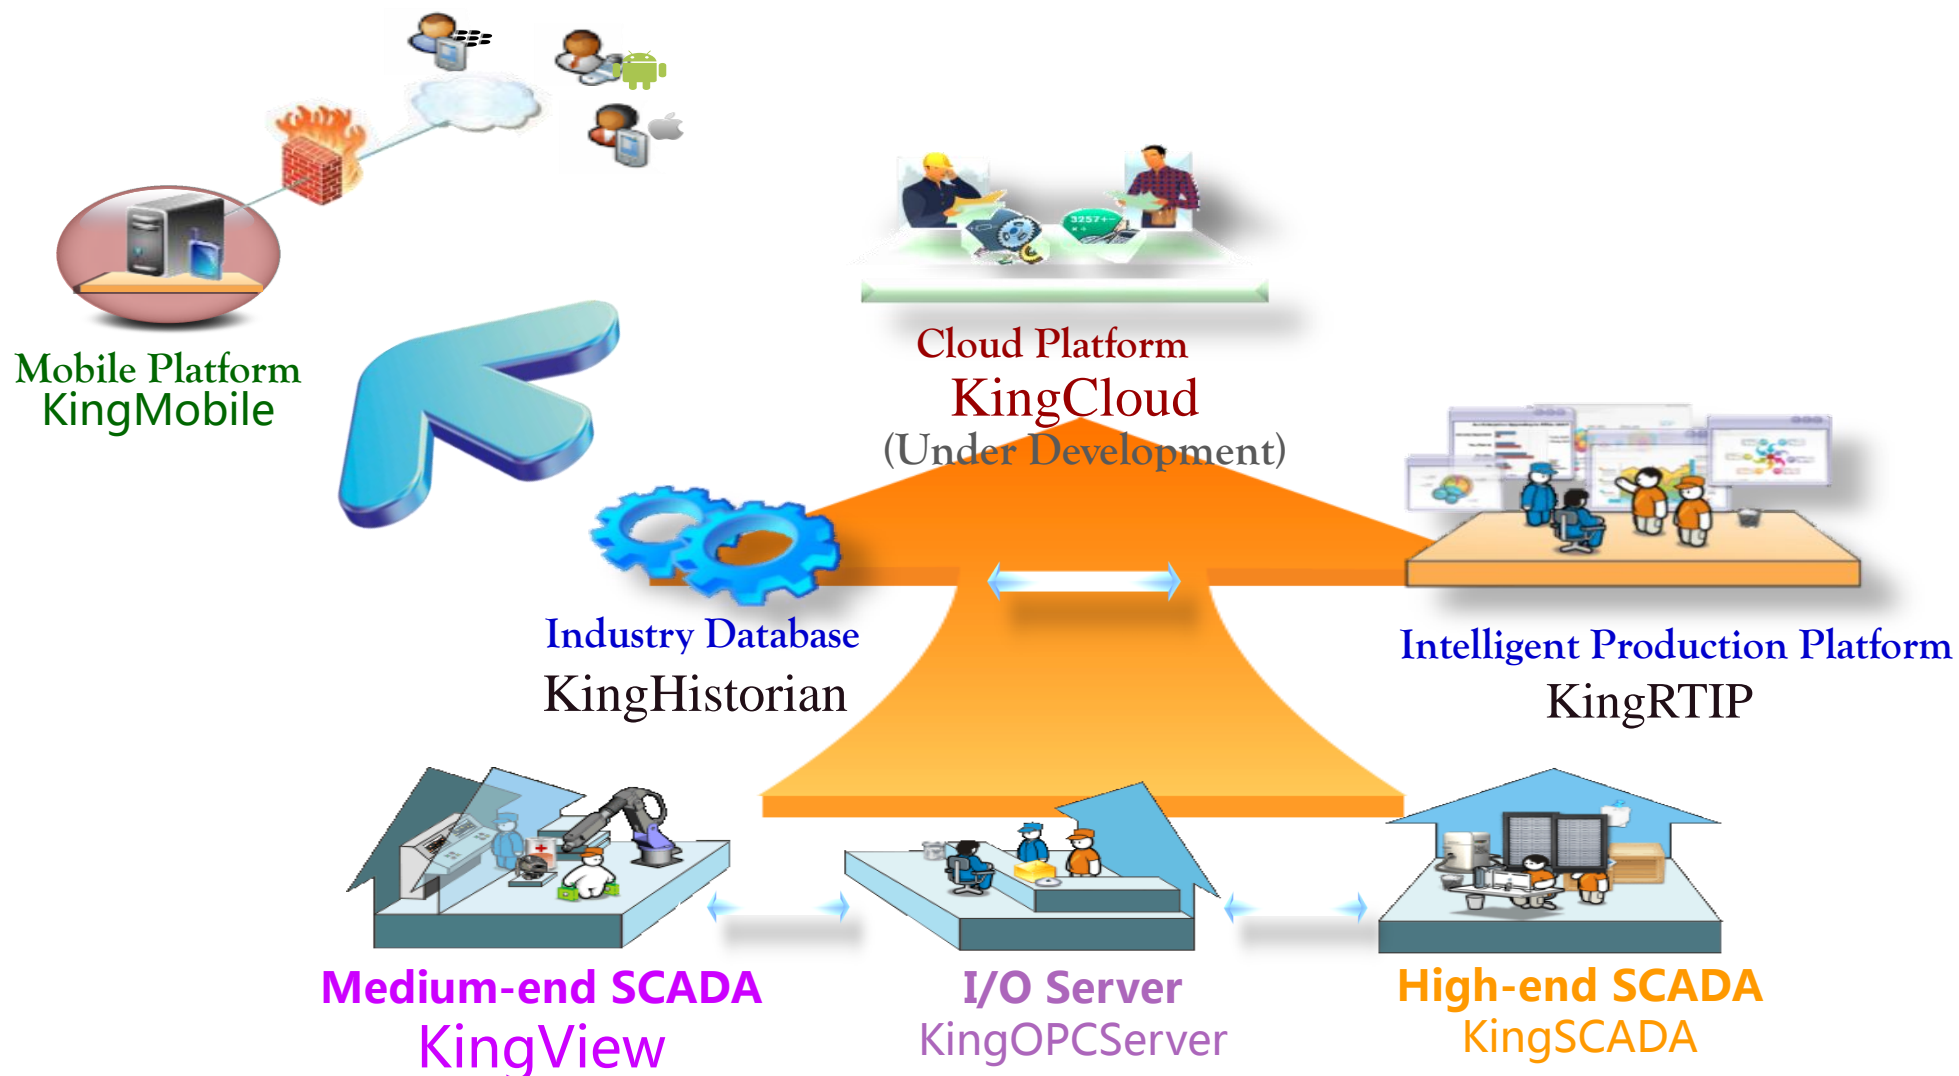 3257+-
Cloud Platform
KingCloud
(Under Development)
Mobile Platform
KingMobile
Industry Database
KingHistorian
Intelligent Production Platform
KingRTIP
Medium-end SCADA
KingView
I/O Server
KingOPCServer
High-end SCADA
KingSCADA